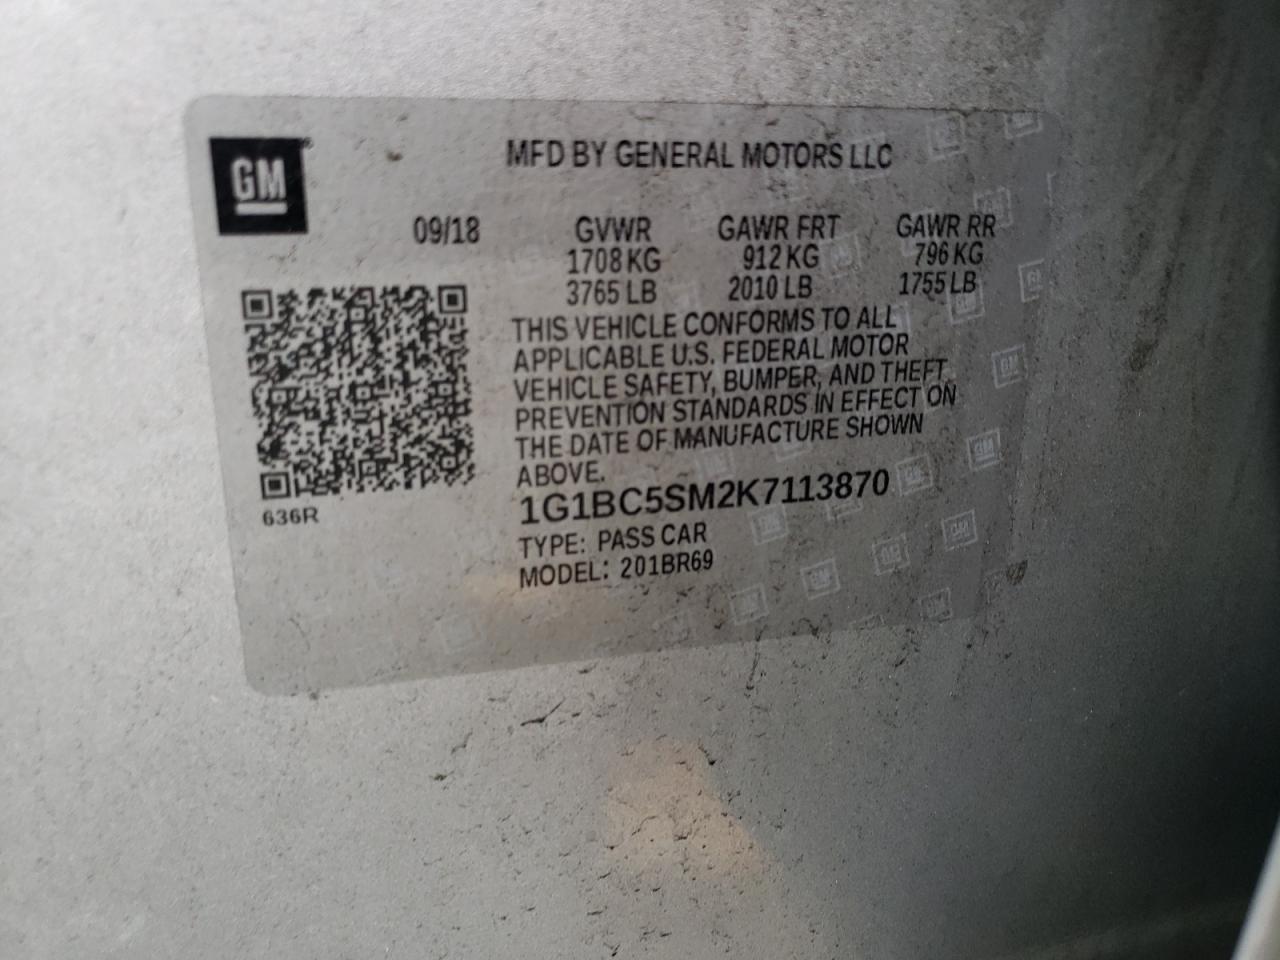 GM
MFD BY GENERAL MOTORS LLC
09/18 GVWR GAWR FRT GAWR RR
1708 KG 912 KG 796 KG
3765 LB 2010 LB 1755 LB
THIS VEHICLE CONFORMS TO ALL
APPLICABLE U.S. FEDERAL MOTOR
VEHICLE SAFETY, BUMPER, AND THEFT
PREVENTION STANDARDS IN EFFECT ON
THE DATE OF MANUFACTURE SHOWN
ABOVE.
1G1BC5SM2K7113870
636R
TYPE: PASS CAR
MODEL: 201BR69